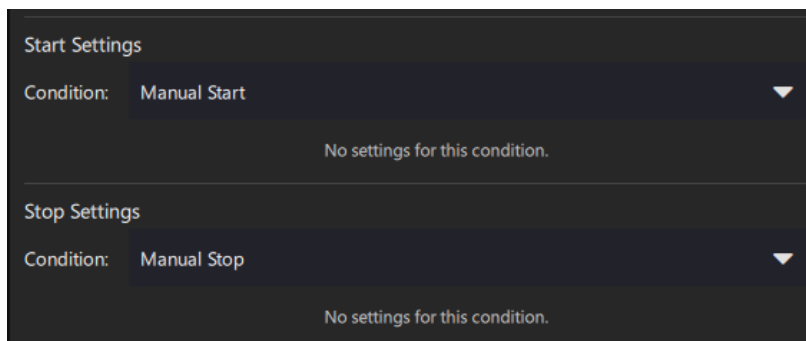 Start Settings
Condition: Manual Start
No settings for this condition.
Stop Settings
Condition: Manual Stop
No settings for this condition.